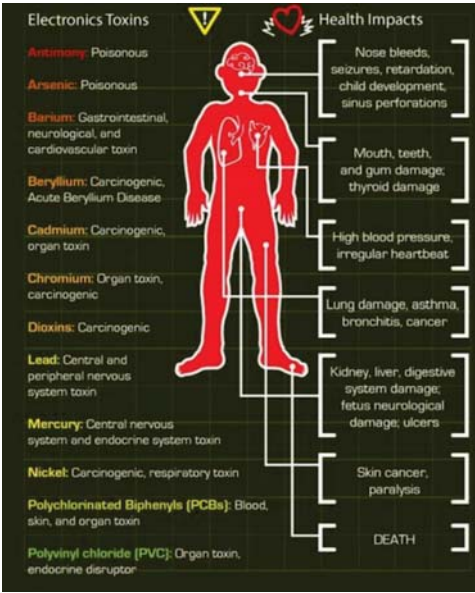 Electronics Toxins
Antimony: Poisonous
Arsenic: Poisonous
Barium: Gastrointestinal,
neurological, and
cardiovascular toxin
Beryllium: Carcinogenic,
Acute Beryllium Disease
Cadmium: Carcinogenic,
organ toxin
Chromium: Organ toxin,
carcinogenic
Dioxins: Carcinogenic
Lead: Central and
peripheral nervous
system toxin
Mercury: Central nervous
system and endocrine system toxin
Nickel: Carcinogenic, respiratory toxin
Polychlorinated Biphenyls (PCBs): Blood,
skin, and organ toxin
Polyvinyl chloride (PVC): Organ toxin,
endocrine disruptor
!
Health Impacts
Nose bleeds,
seizures, retardation,
child development,
sinus perforations
Mouth, teeth,
and gum damage;
thyroid damage
High blood pressure,
irregular heartbeat
Lung damage, asthma,
bronchitis, cancer
Kidney, liver, digestive
system damage;
fetus neurological
damage; ulcers
Skin cancer,
paralysis
DEATH